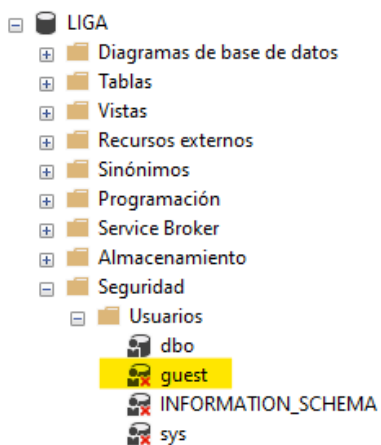 LIGA
Diagramas de base de datos
Tablas
Vistas
Recursos externos
Sinónimos
Programación
Service Broker
Almacenamiento
Seguridad
Usuarios
dbo
guest
INFORMATION_SCHEMA
sys